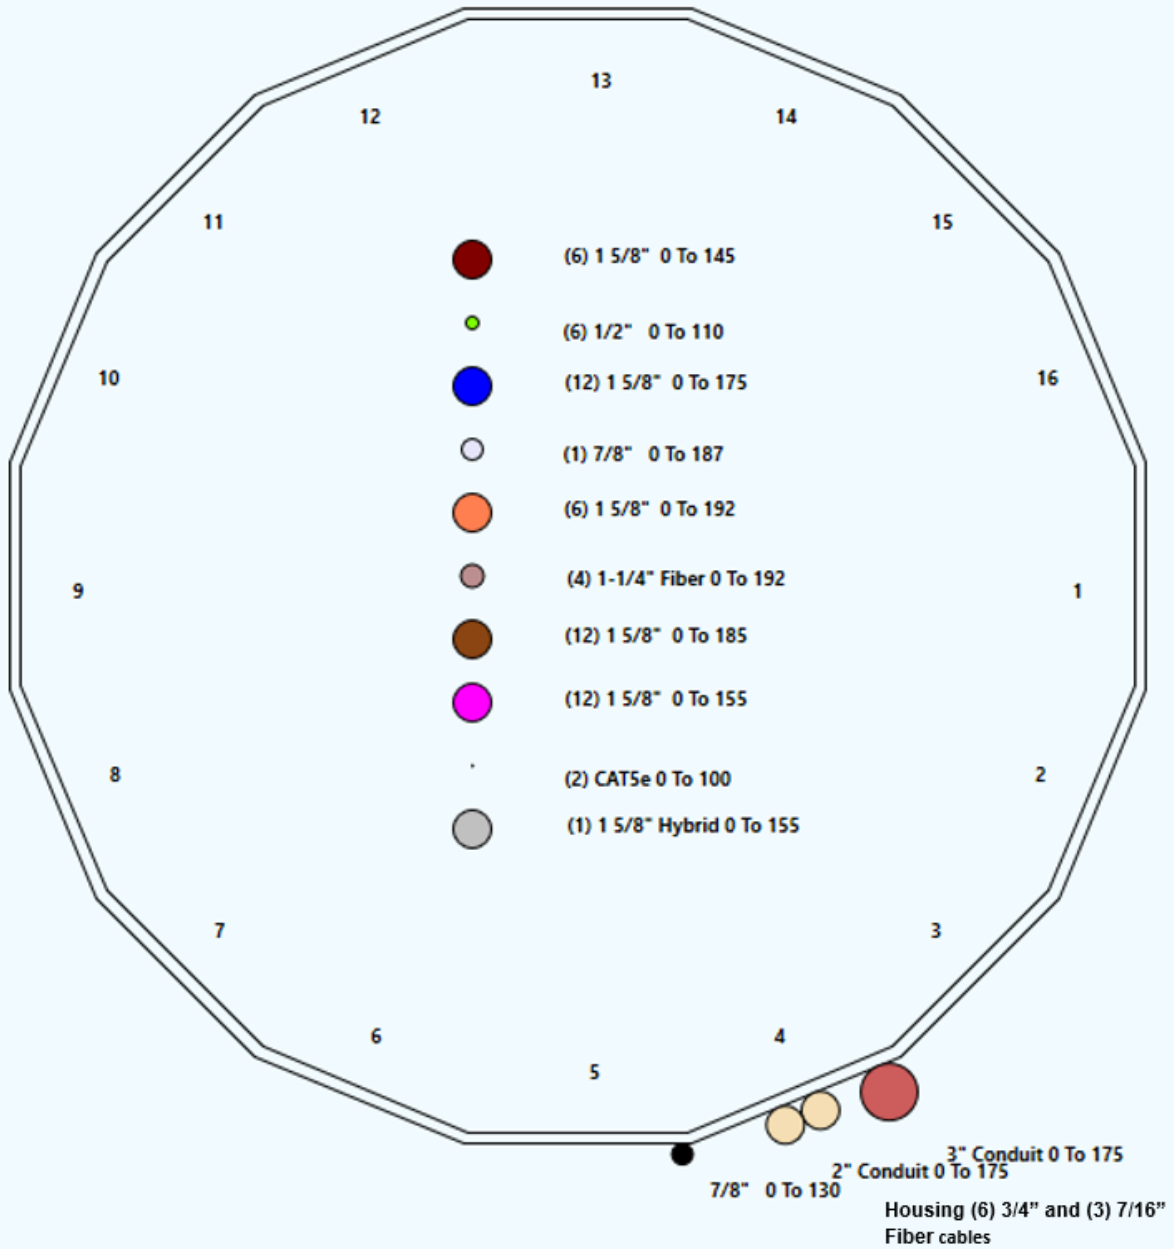 13
12
14
11
15
(6) 1 5/8" 0 To 145
(6) 1/2" 0 To 110
10
(12) 1 5/8" 0 To 175
16
(1) 7/8" 0 To 187
(6) 1 5/8" 0 To 192
(4) 1-1/4" Fiber 0 To 192
9
1
(12) 1 5/8" 0 To 185
(12) 1 5/8" 0 To 155
8
(2) CAT5e 0 To 100
2
(1) 1 5/8" Hybrid 0 To 155
7
3
6
4
5
3" Conduit 0 To 175
2" Conduit 0 To 175
7/8" 0 To 130
Housing (6) 3/4” and (3) 7/16”
Fiber cables